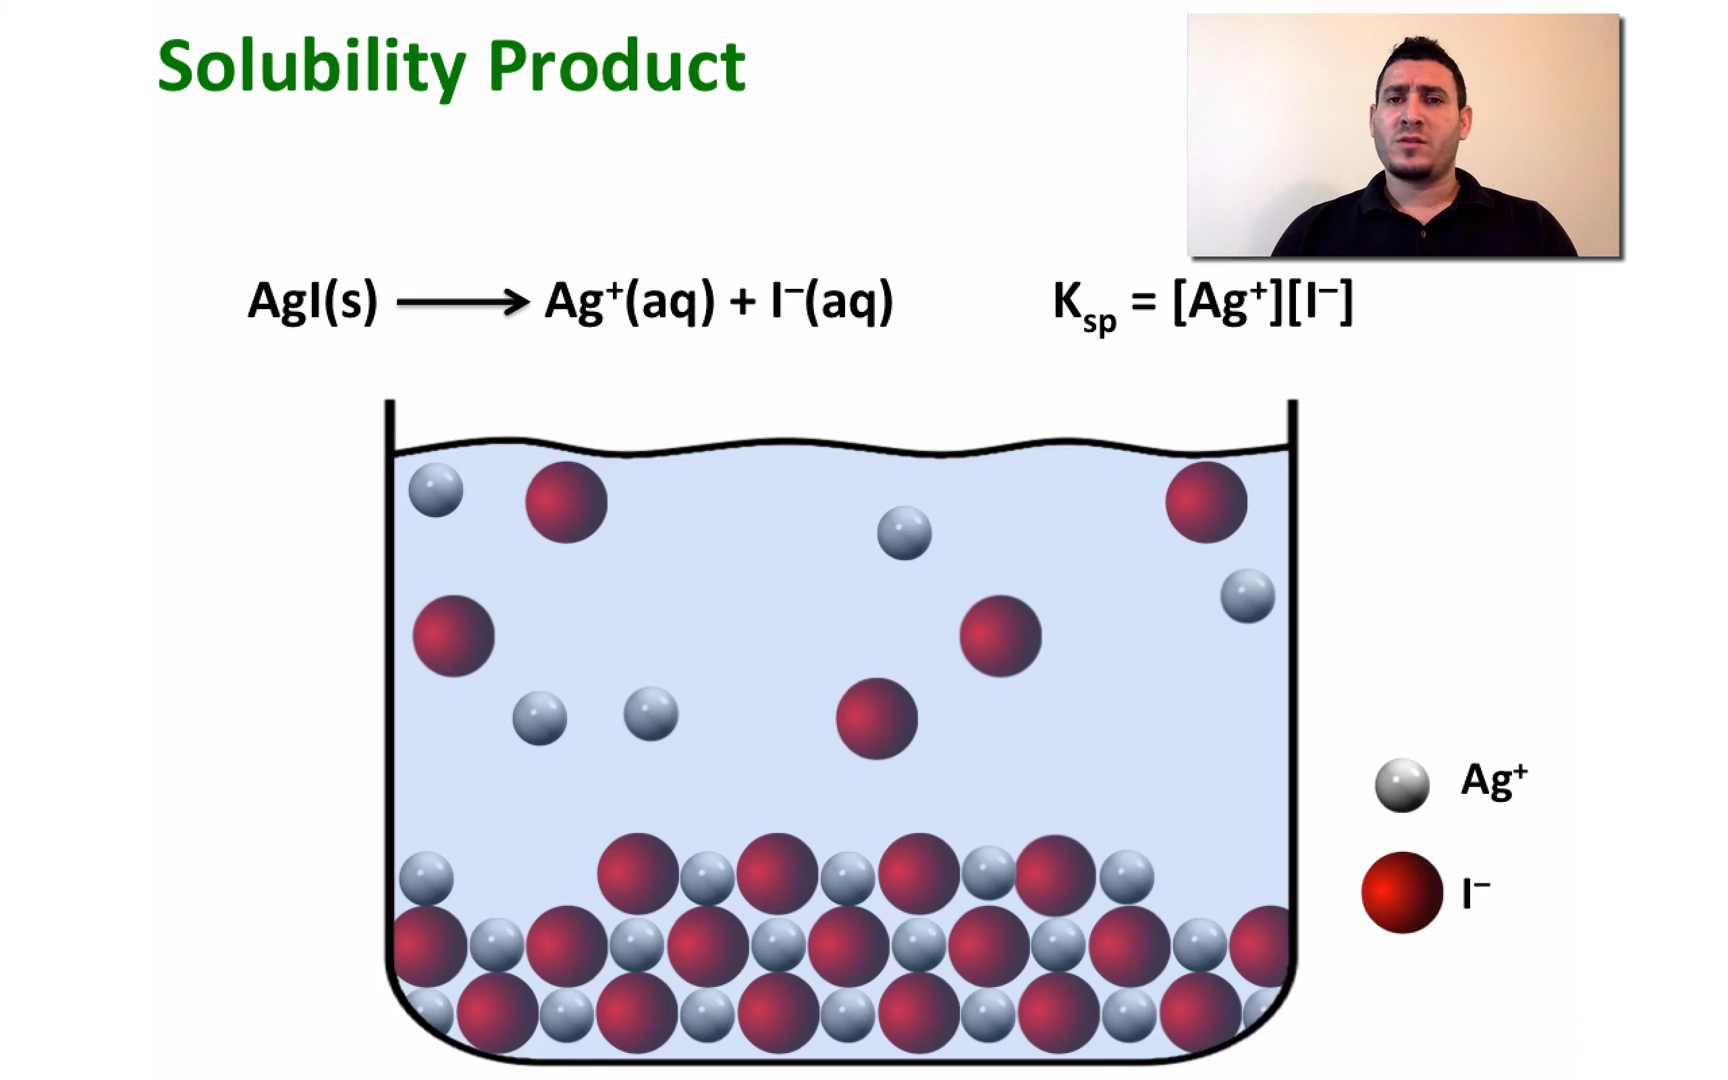 Solubility Product
AgI(s) ⟶ Ag⁺(aq) + I⁻(aq)
Kₛₚ = [Ag⁺][I⁻]
Ag⁺
I⁻